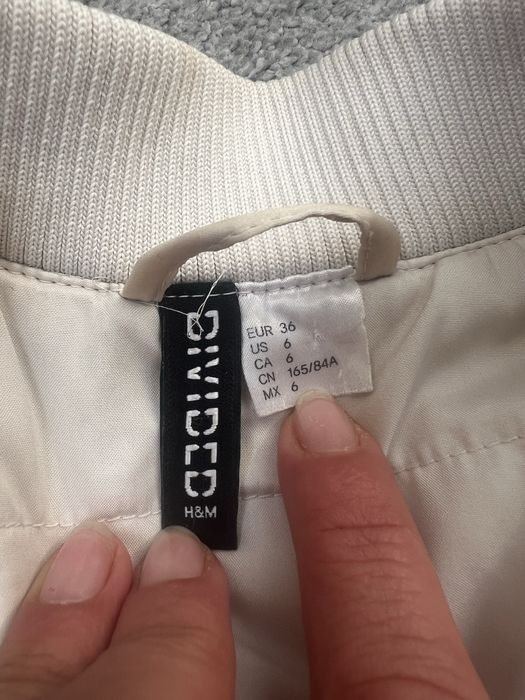 DIVIDED
H&M
EUR 36
US 6
CA 6
CN 165/84A
MX 6